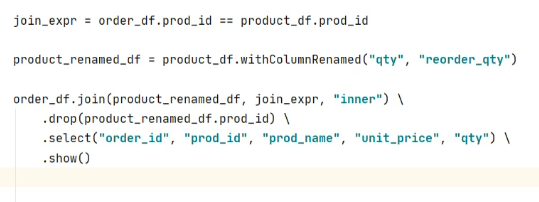 join_expr = order_df.prod_id == product_df.prod_id
product_renamed_df = product_df.withColumnRenamed("qty", "reorder_qty")
order_df.join(product_renamed_df, join_expr, "inner") \
.drop(product_renamed_df.prod_id) \
.select("order_id", "prod_id", "prod_name", "unit_price", "qty") \
.show()